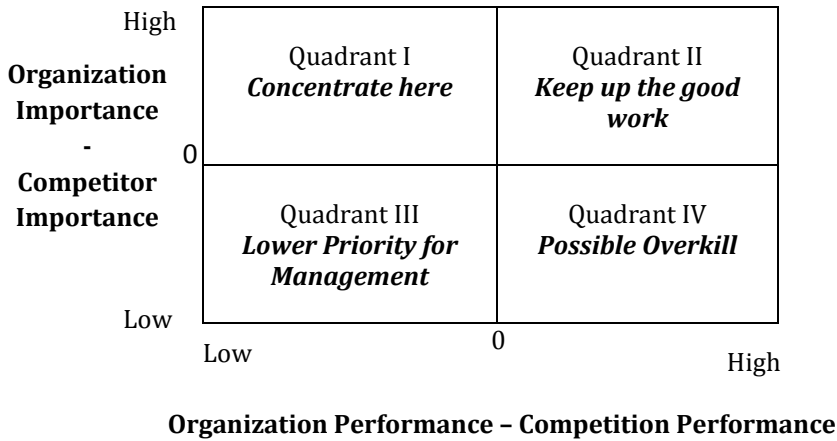 High
Organization
Importance
-
Competitor
Importance
0
Low
Quadrant I
Concentrate here
Quadrant II
Keep up the good
work
Quadrant III
Lower Priority for
Management
Quadrant IV
Possible Overkill
Low
0
High
Organization Performance – Competition Performance